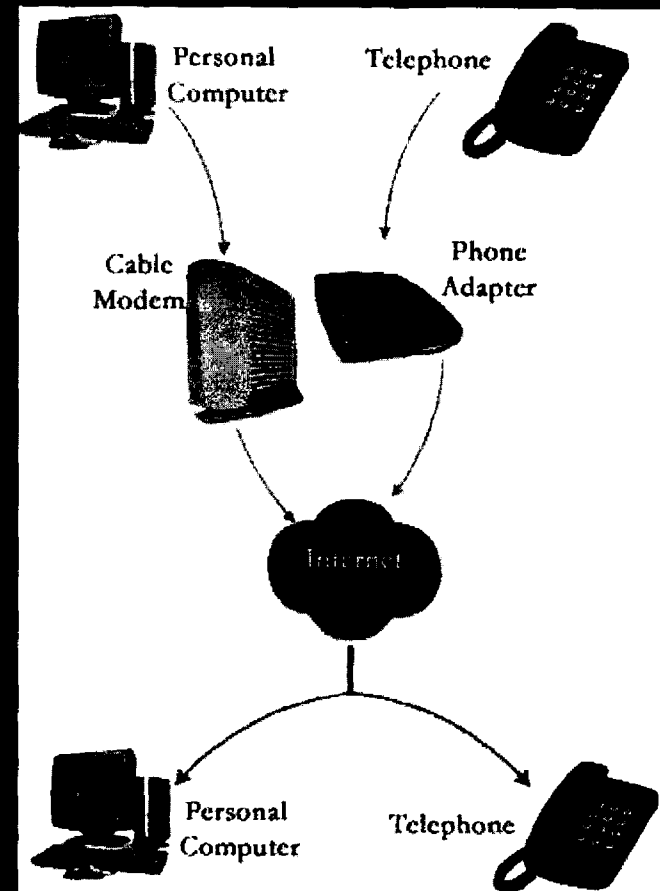 Personal
Computer
Telephone
Cable
Modem
Phone
Adapter
Internet
Personal
Computer
Telephone